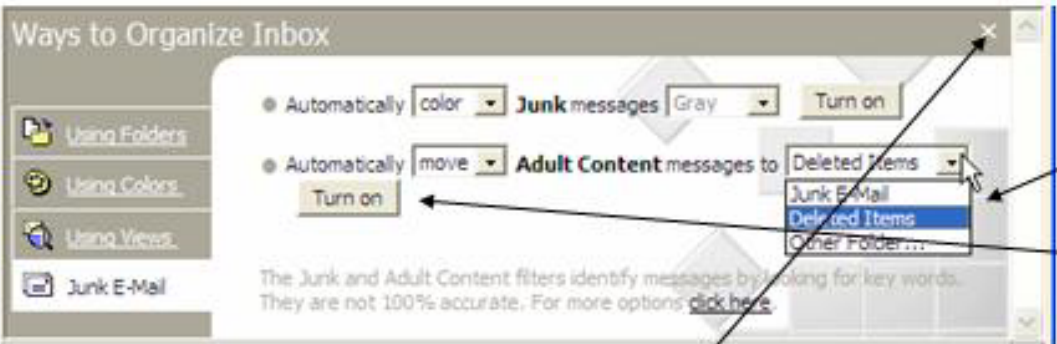 Ways to Organize Inbox
Using Folders
Using Colors
Using Views
Junk E-Mail
Automatically color Junk messages Gray Turn on
Automatically move Adult Content messages to Deleted Items
Turn on
Junk E-Mail
Deleted Items
Other Folder...
The Junk and Adult Content filters identify messages by looking for key words.
They are not 100% accurate. For more options click here.